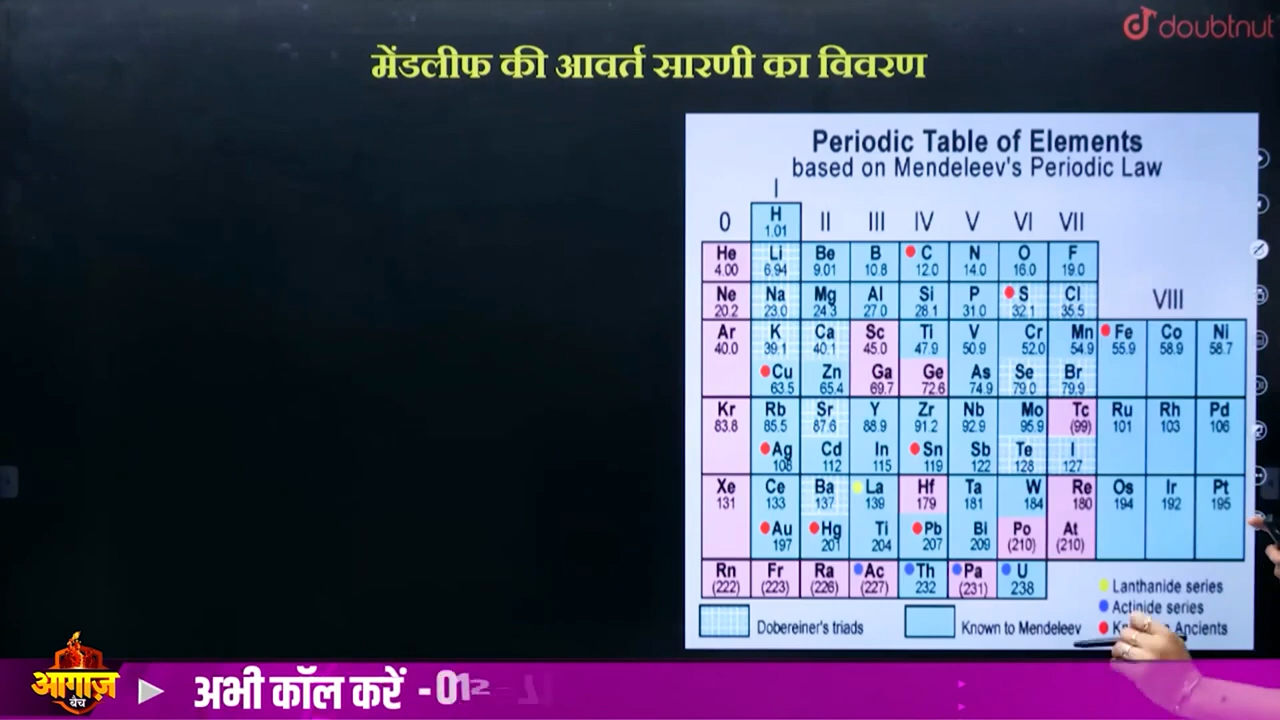 doubtnut
मेंडलीफ की आवर्त सारणी का विवरण
Periodic Table of Elements
based on Mendeleev's Periodic Law
I
0 II III IV V VI VII
H
1.01
He Li Be B C N O F
4.00 6.94 9.01 10.8 12.0 14.0 16.0 19.0
Ne Na Mg Al Si P S Cl
20.2 23.0 24.3 27.0 28.1 31.0 32.1 35.5
VIII
Ar K Ca Sc Ti V Cr Mn Fe Co Ni
40.0 39.1 40.1 45.0 47.9 50.9 52.0 54.9 55.9 58.9 58.7
Cu Zn Ga Ge As Se Br
63.5 65.4 69.7 72.6 74.9 79.0 79.9
Kr Rb Sr Y Zr Nb Mo Tc Ru Rh Pd
83.8 85.5 87.6 88.9 91.2 92.9 95.9 (99) 101 103 106
Ag Cd In Sn Sb Te I
108 112 115 119 122 128 127
Xe Ce Ba La Hf Ta W Re Os Ir Pt
131 133 137 139 179 181 184 180 194 192 195
Au Hg Ti Pb Bi Po At
197 201 204 207 209 (210) (210)
Rn Fr Ra Ac Th Pa U
(222) (223) (226) (227) 232 (231) 238
Lanthanide series
Actinide series
Dobereiner's triads Known to Mendeleev Ancients
आगाज़
बैच
अभी कॉल करें - 012